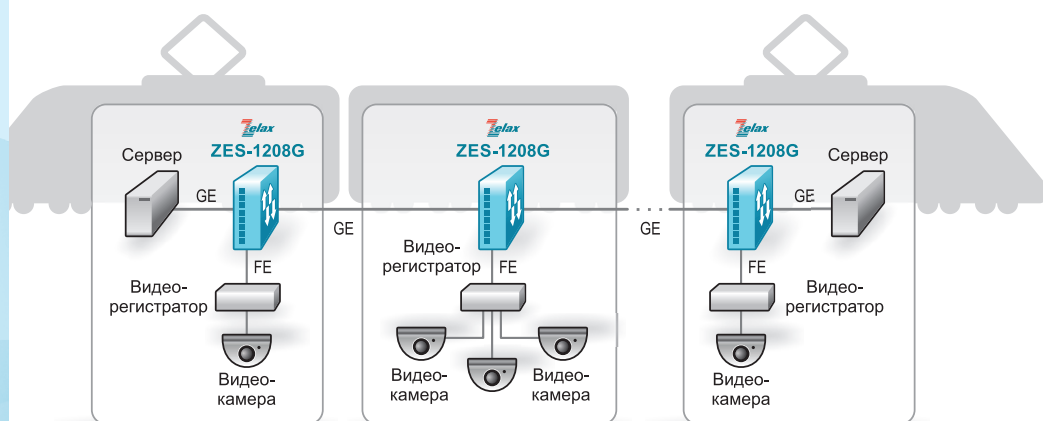 Zelax
ZES-1208G
Сервер
GE
FE
Видео-
регистратор
Видео-
камера
GE
Zelax
ZES-1208G
Видео-
регистратор
FE
Видео-
камера
Видео-
камера
GE
Zelax
ZES-1208G
Сервер
GE
FE
Видео-
регистратор
Видео-
камера